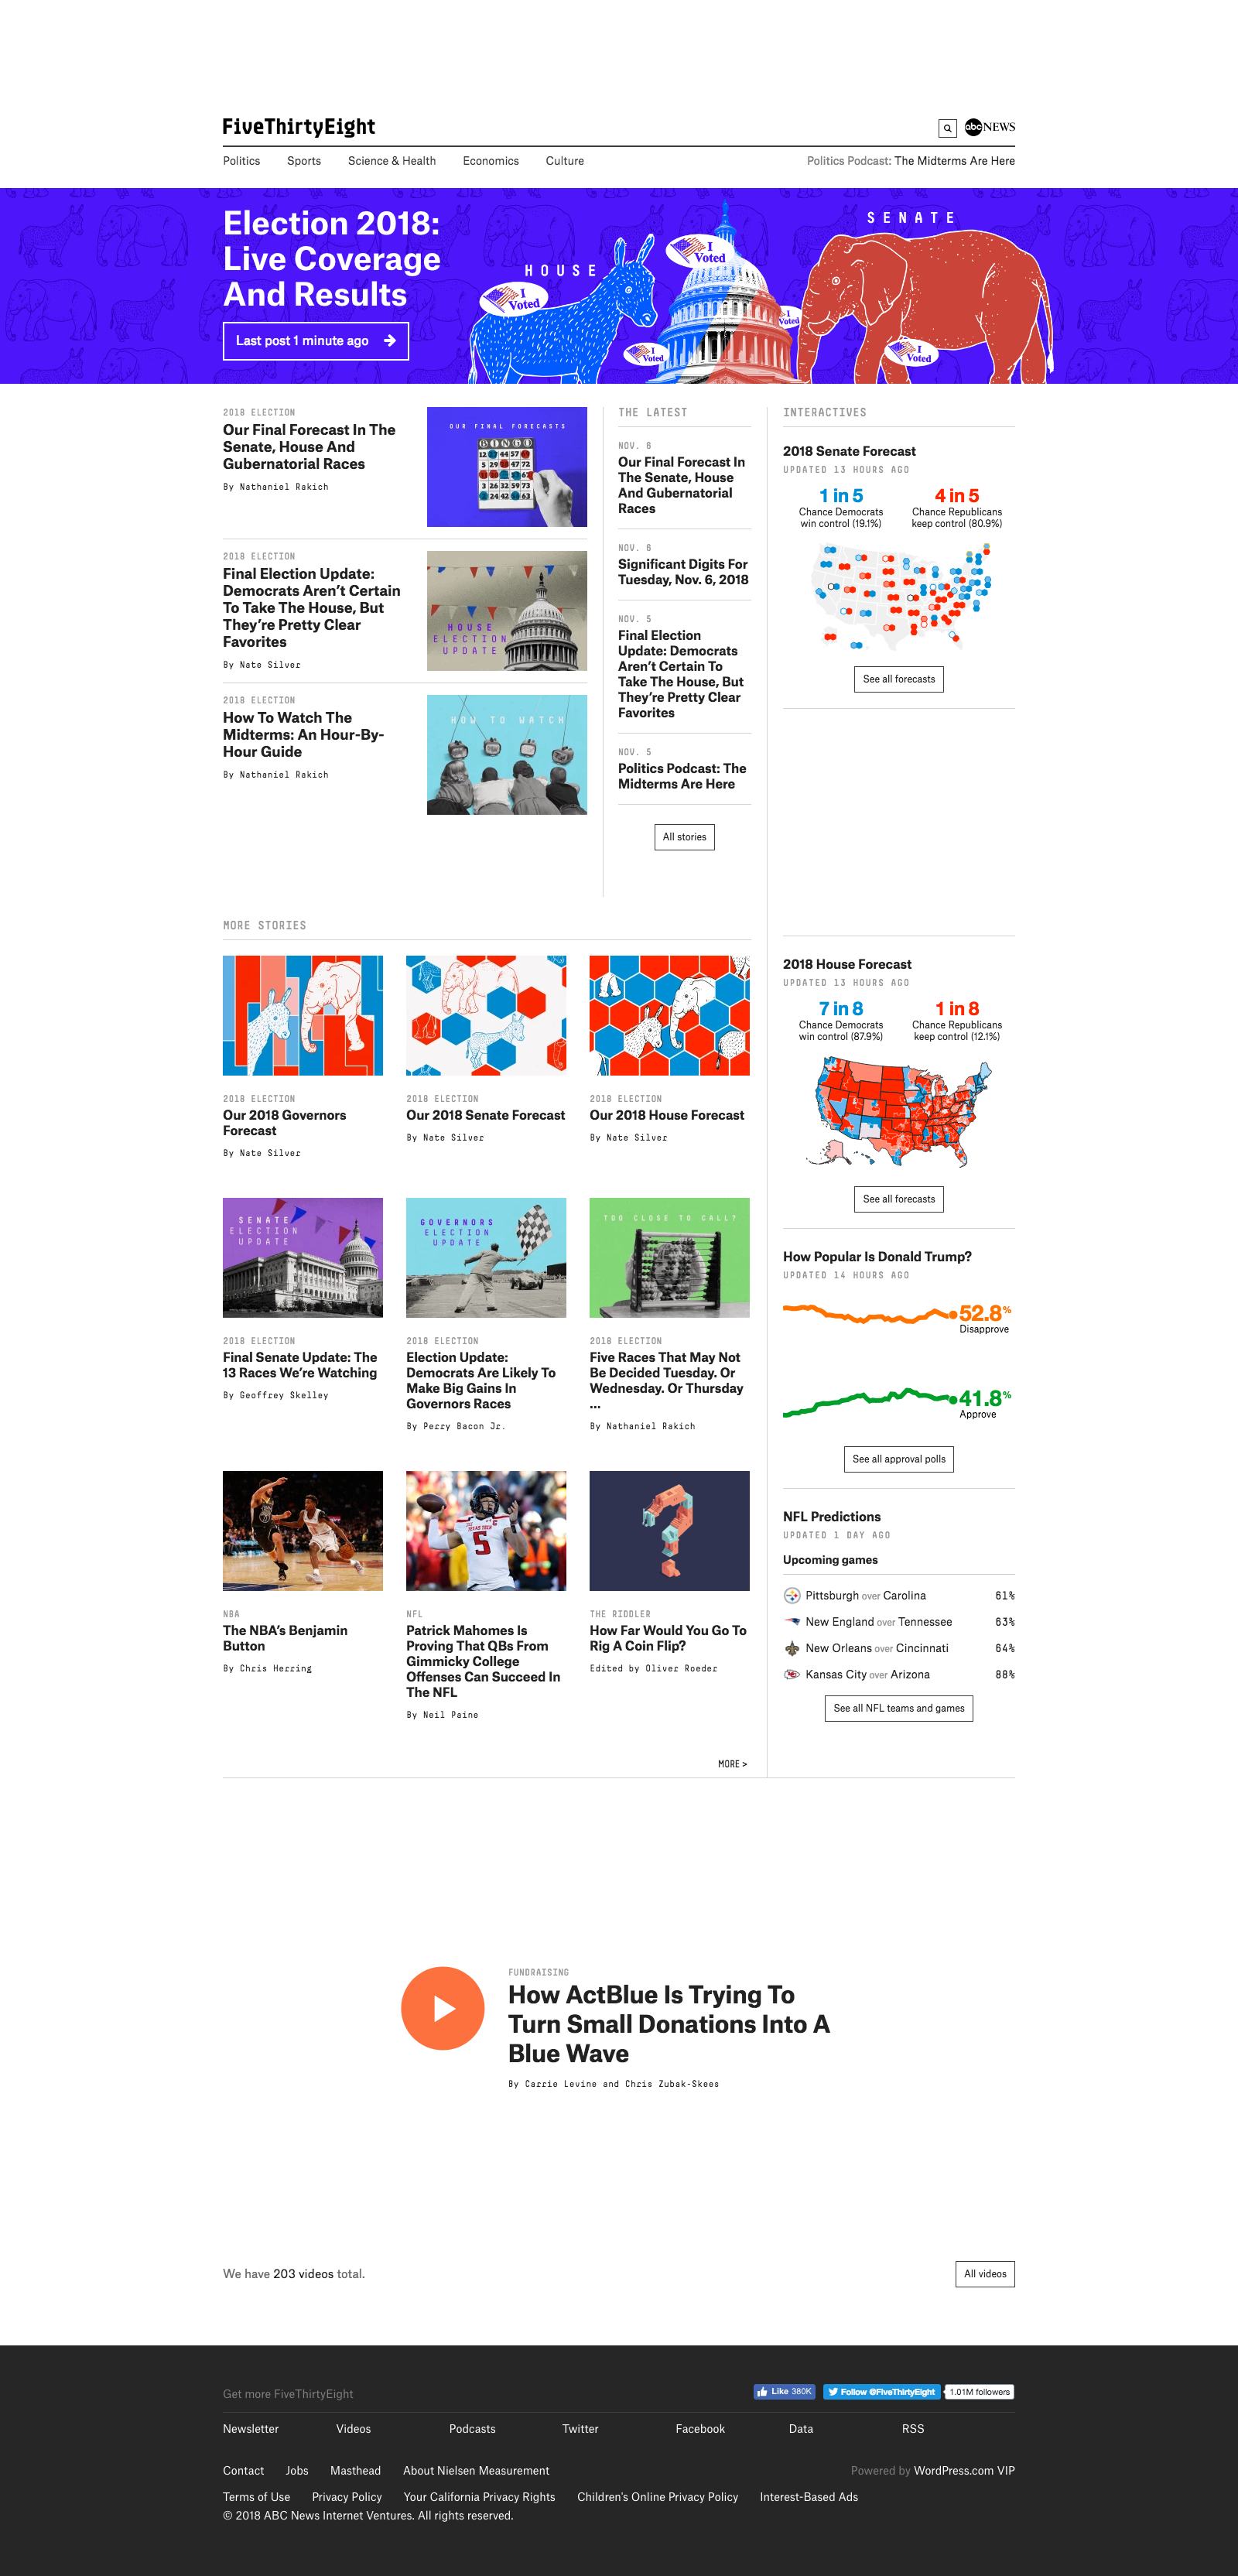 FiveThirtyEight
abc NEWS
Politics
Sports
Science & Health
Economics
Culture
Politics Podcast: The Midterms Are Here
Election 2018:
Live Coverage
And Results
Last post 1 minute ago
HOUSE
SENATE
I Voted
I Voted
I Voted
I Voted
I Voted
2018 ELECTION
Our Final Forecast In The
Senate, House And
Gubernatorial Races
By Nathaniel Rakich
OUR FINAL FORECASTS
BINGO
2018 ELECTION
Final Election Update:
Democrats Aren’t Certain
To Take The House, But
They’re Pretty Clear
Favorites
By Nate Silver
HOUSE
ELECTION
UPDATE
2018 ELECTION
How To Watch The
Midterms: An Hour-By-
Hour Guide
By Nathaniel Rakich
HOW TO WATCH
THE LATEST
NOV. 6
Our Final Forecast In
The Senate, House
And Gubernatorial
Races
NOV. 6
Significant Digits For
Tuesday, Nov. 6, 2018
NOV. 5
Final Election
Update: Democrats
Aren’t Certain To
Take The House, But
They’re Pretty Clear
Favorites
NOV. 5
Politics Podcast: The
Midterms Are Here
All stories
INTERACTIVES
2018 Senate Forecast
UPDATED 13 HOURS AGO
1 in 5
Chance Democrats
win control (19.1%)
4 in 5
Chance Republicans
keep control (80.9%)
See all forecasts
MORE STORIES
2018 ELECTION
Our 2018 Governors
Forecast
By Nate Silver
2018 ELECTION
Our 2018 Senate Forecast
By Nate Silver
2018 ELECTION
Our 2018 House Forecast
By Nate Silver
SENATE
ELECTION
UPDATE
2018 ELECTION
Final Senate Update: The
13 Races We’re Watching
By Geoffrey Skelley
GOVERNORS
ELECTION
UPDATE
2018 ELECTION
Election Update:
Democrats Are Likely To
Make Big Gains In
Governors Races
By Perry Bacon Jr.
TOO CLOSE TO CALL?
2018 ELECTION
Five Races That May Not
Be Decided Tuesday. Or
Wednesday. Or Thursday
…
By Nathaniel Rakich
NBA
The NBA’s Benjamin
Button
By Chris Herring
TEXAS TECH
5
NFL
Patrick Mahomes Is
Proving That QBs From
Gimmicky College
Offenses Can Succeed In
The NFL
By Neil Paine
THE RIDDLER
How Far Would You Go To
Rig A Coin Flip?
Edited by Oliver Roeder
MORE >
2018 House Forecast
UPDATED 13 HOURS AGO
7 in 8
Chance Democrats
win control (87.9%)
1 in 8
Chance Republicans
keep control (12.1%)
See all forecasts
How Popular Is Donald Trump?
UPDATED 14 HOURS AGO
52.8%
Disapprove
41.8%
Approve
See all approval polls
NFL Predictions
UPDATED 1 DAY AGO
Upcoming games
Pittsburgh over Carolina 61%
New England over Tennessee 63%
New Orleans over Cincinnati 64%
Kansas City over Arizona 88%
See all NFL teams and games
FUNDRAISING
How ActBlue Is Trying To
Turn Small Donations Into A
Blue Wave
By Carrie Levine and Chris Zubak-Skees
We have 203 videos total.
All videos
Get more FiveThirtyEight
Like 380K
Follow @FiveThirtyEight
1.01M followers
Newsletter
Videos
Podcasts
Twitter
Facebook
Data
RSS
Contact
Jobs
Masthead
About Nielsen Measurement
Powered by WordPress.com VIP
Terms of Use
Privacy Policy
Your California Privacy Rights
Children's Online Privacy Policy
Interest-Based Ads
© 2018 ABC News Internet Ventures. All rights reserved.